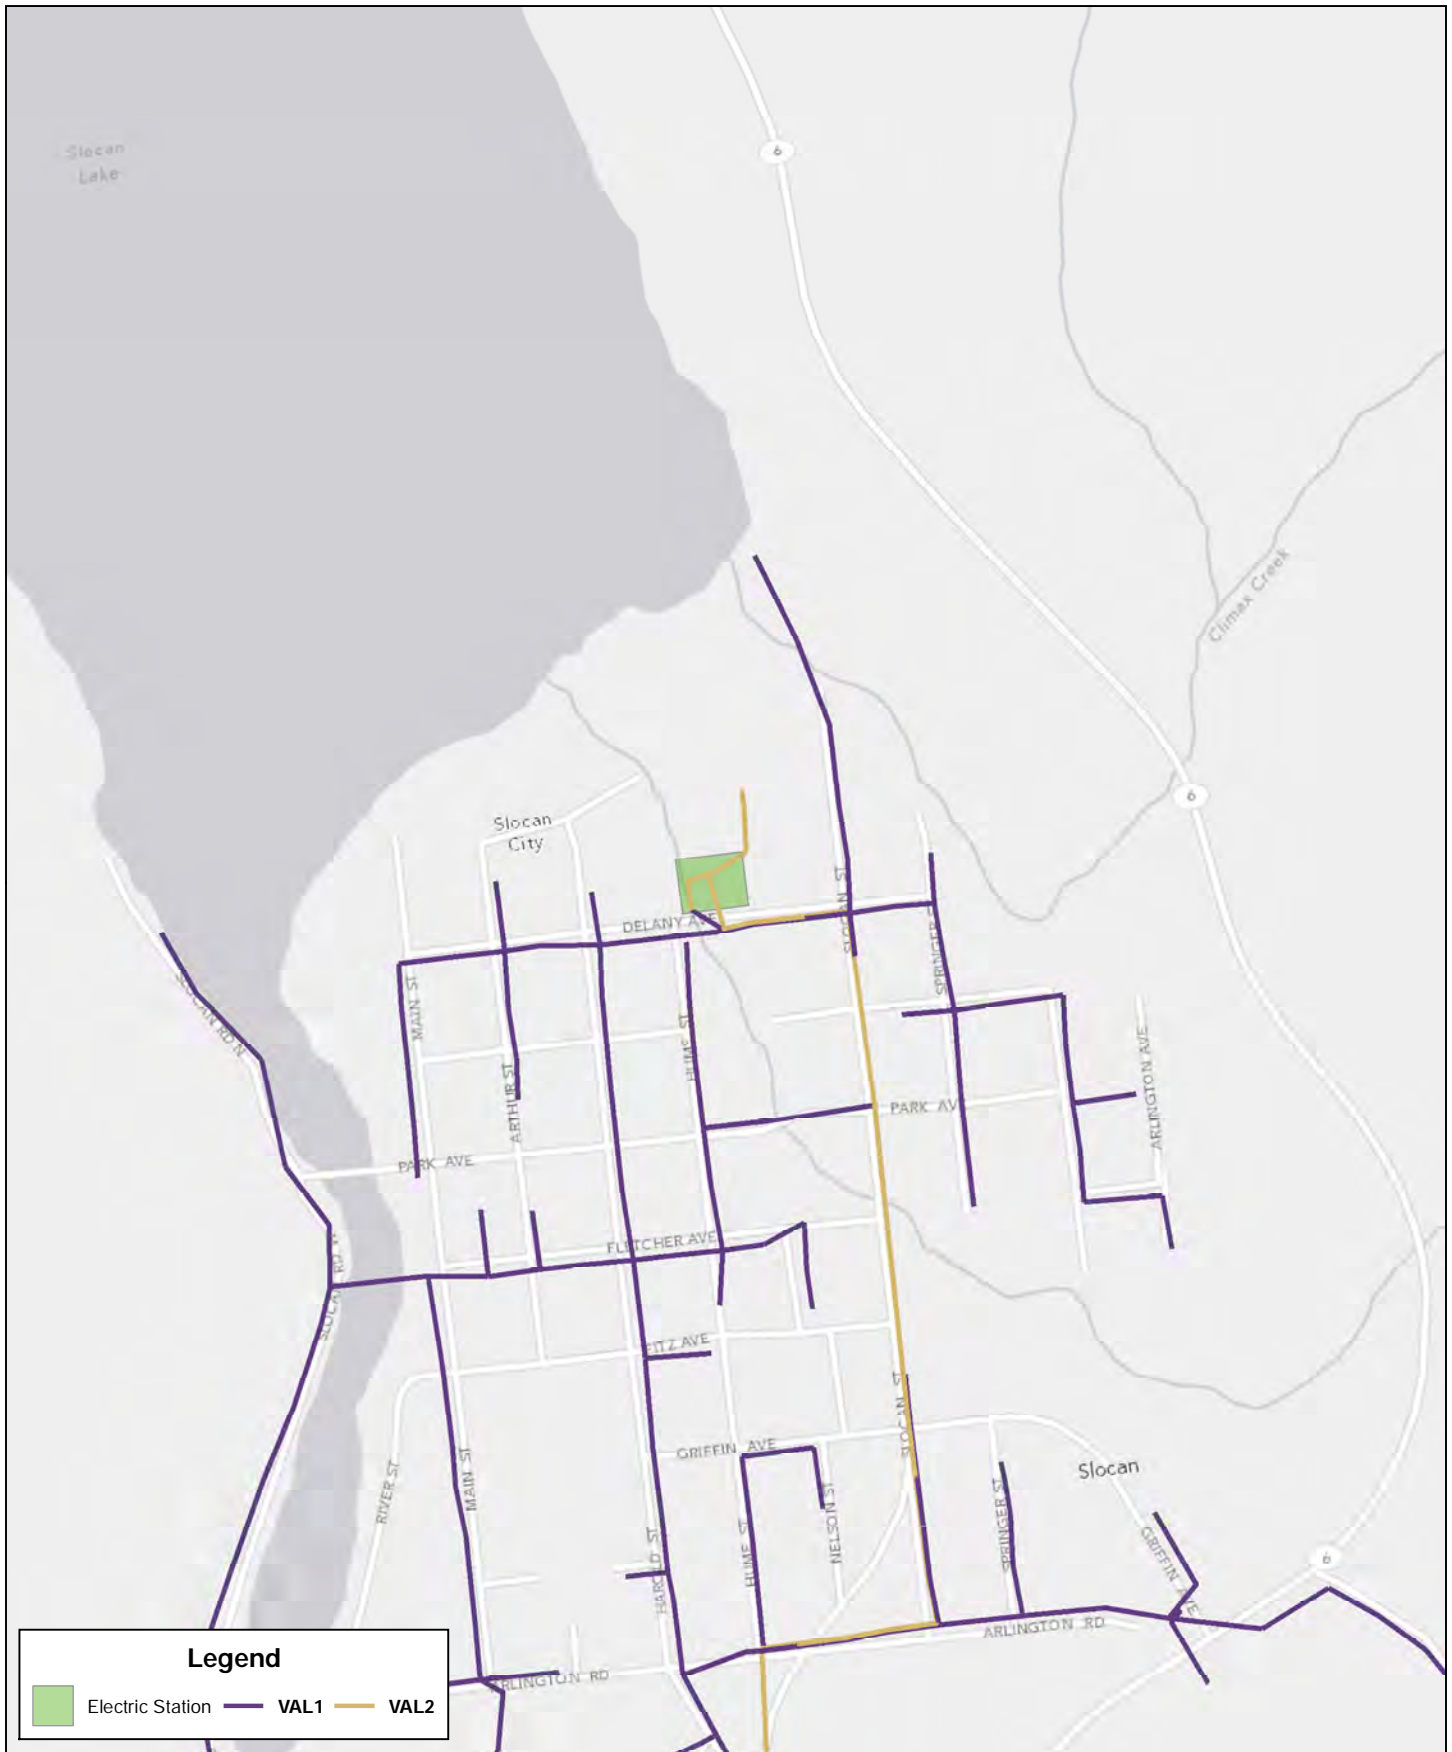 Slocan
Lake
6
Climax Creek
6
Slocan
City
SLOCAN ST
DELANY AVE
SPRINGER S
MAIN ST
SLOCAN RD N
HUME ST
ARTHUR ST
ARLINGTON AVE
PARK AV
PARK AVE
FLETCHER AVE
SLOCAN RD N
FITZ AVE
SLOCAN ST
GRIFFIN AVE
Slocan
MAIN ST
RIVER ST
NELSON ST
SPRINGER ST
HUME ST
HAROLD ST
GRIFFIN AVE
6
ARLINGTON RD
ARLINGTON RD
Legend
Electric Station VAL1 VAL2